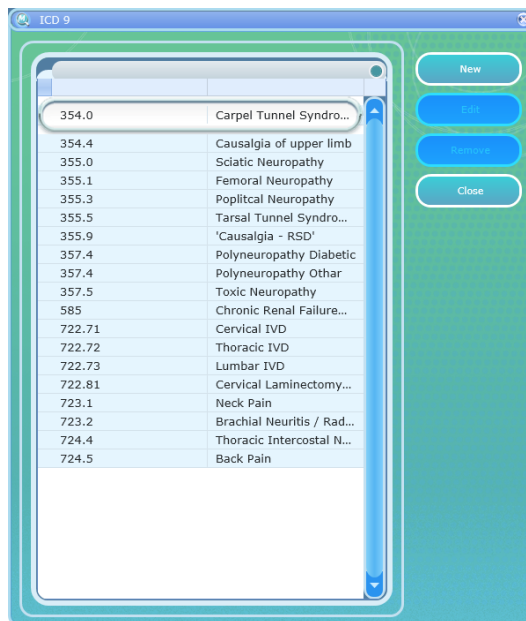 ICD 9
New
Edit
Remove
Close
354.0 Carpel Tunnel Syndro...
354.4 Causalgia of upper limb
355.0 Sciatic Neuropathy
355.1 Femoral Neuropathy
355.3 Poplitcal Neuropathy
355.5 Tarsal Tunnel Syndro...
355.9 'Causalgia - RSD'
357.4 Polyneuropathy Diabetic
357.4 Polyneuropathy Othar
357.5 Toxic Neuropathy
585 Chronic Renal Failure...
722.71 Cervical IVD
722.72 Thoracic IVD
722.73 Lumbar IVD
722.81 Cervical Laminectomy...
723.1 Neck Pain
723.2 Brachial Neuritis / Rad...
724.4 Thoracic Intercostal N...
724.5 Back Pain